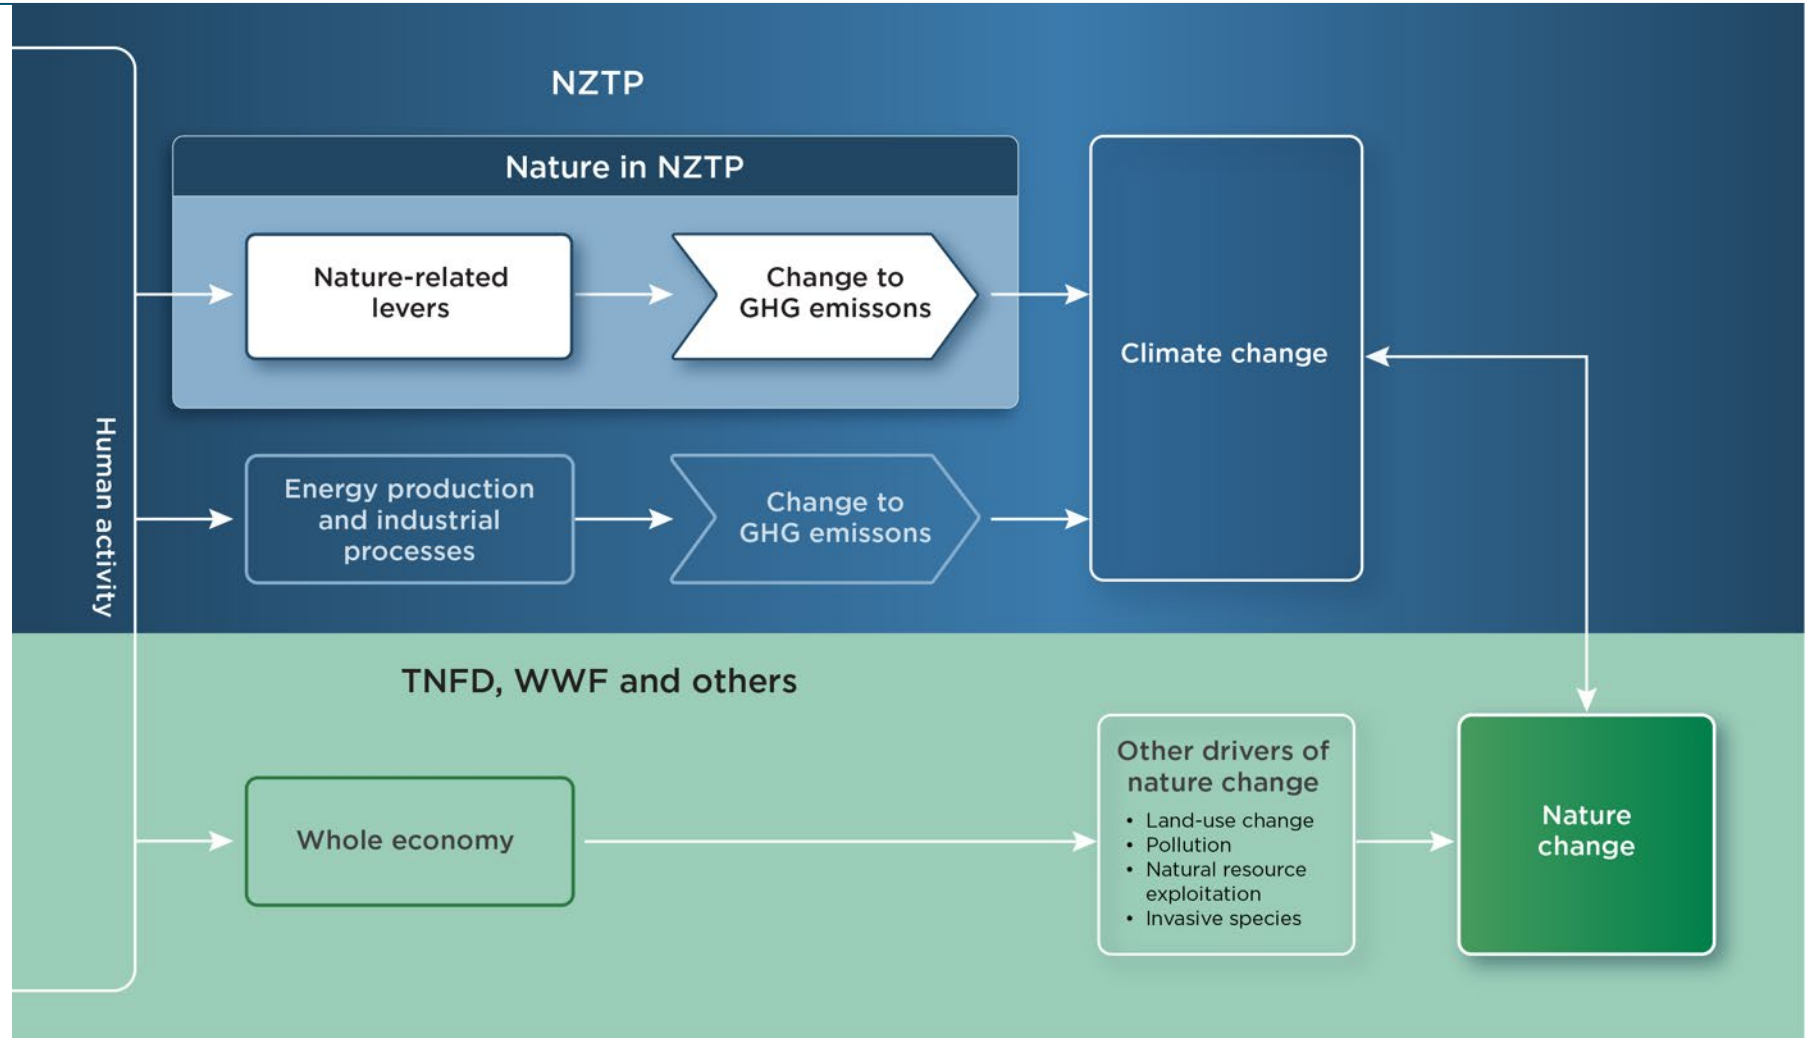 NZTP
Nature in NZTP
Nature-related
levers
Change to
GHG emissons
Climate change
Human activity
Energy production
and industrial
processes
Change to
GHG emissons
TNFD, WWF and others
Whole economy
Other drivers of
nature change
• Land-use change
• Pollution
• Natural resource
exploitation
• Invasive species
Nature
change